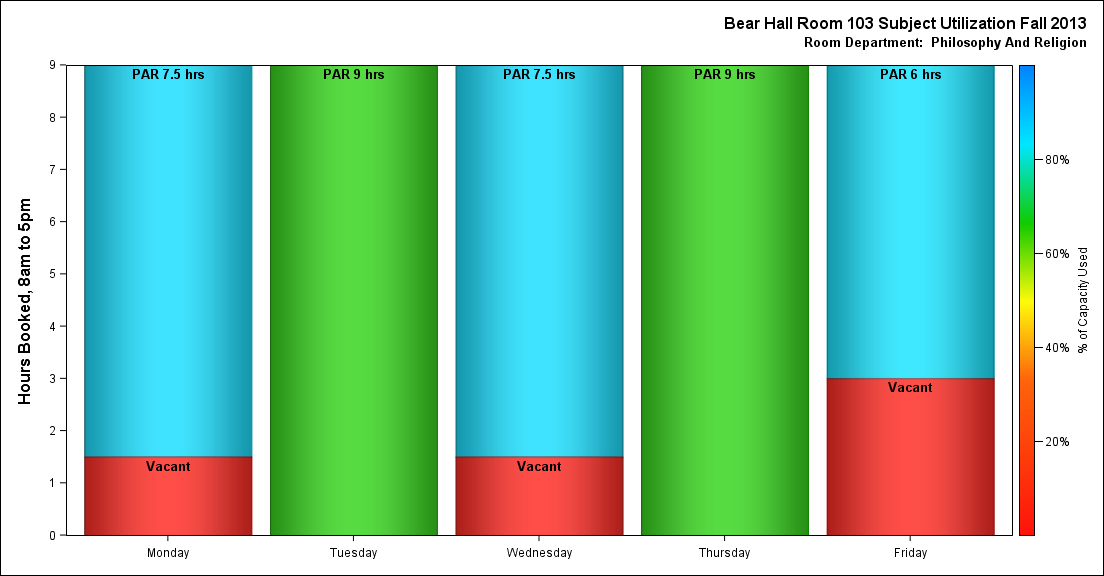 Bear Hall Room 103 Subject Utilization Fall 2013
Room Department:  Philosophy And Religion
Hours Booked, 8am to 5pm
9
8
7
6
5
4
3
2
1
0
PAR 7.5 hrs
Vacant
PAR 9 hrs
PAR 7.5 hrs
Vacant
PAR 9 hrs
PAR 6 hrs
Vacant
Monday
Tuesday
Wednesday
Thursday
Friday
80%
60%
40%
20%
% of Capacity Used